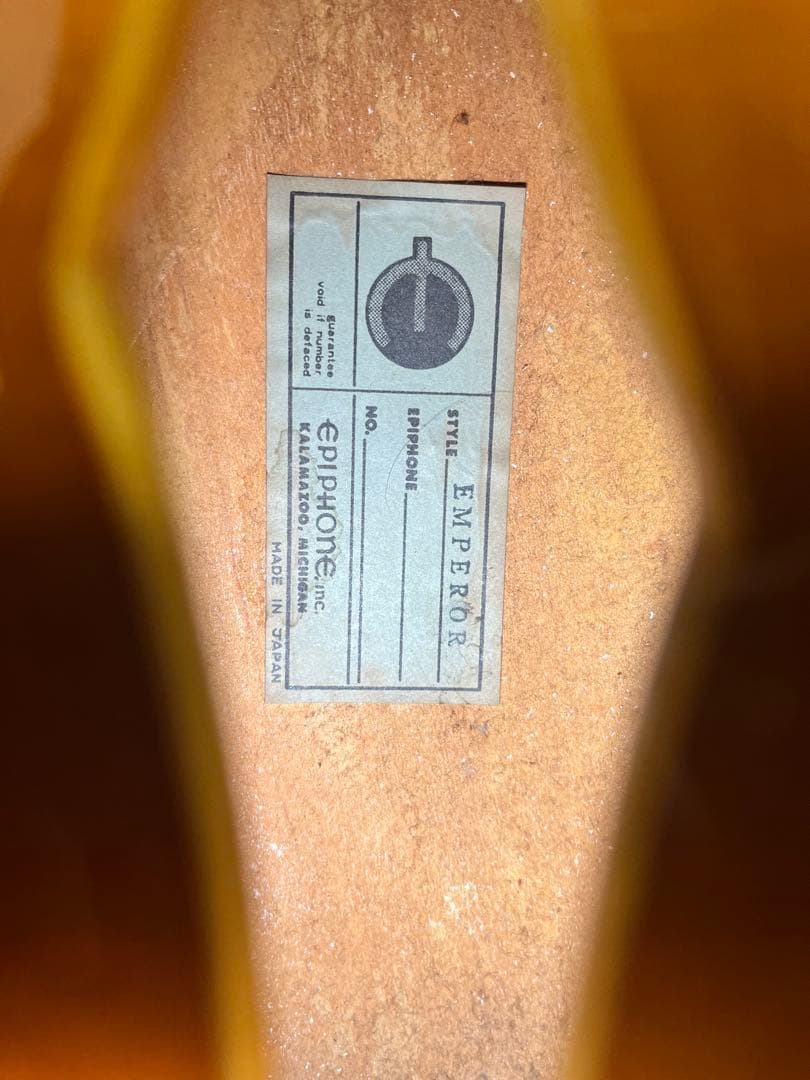 STYLE EMPEROR
EPIPHONE
NO.
guarantee
void if number
is defaced
EPIPHONE, INC.
KALAMAZOO, MICHIGAN
MADE IN JAPAN